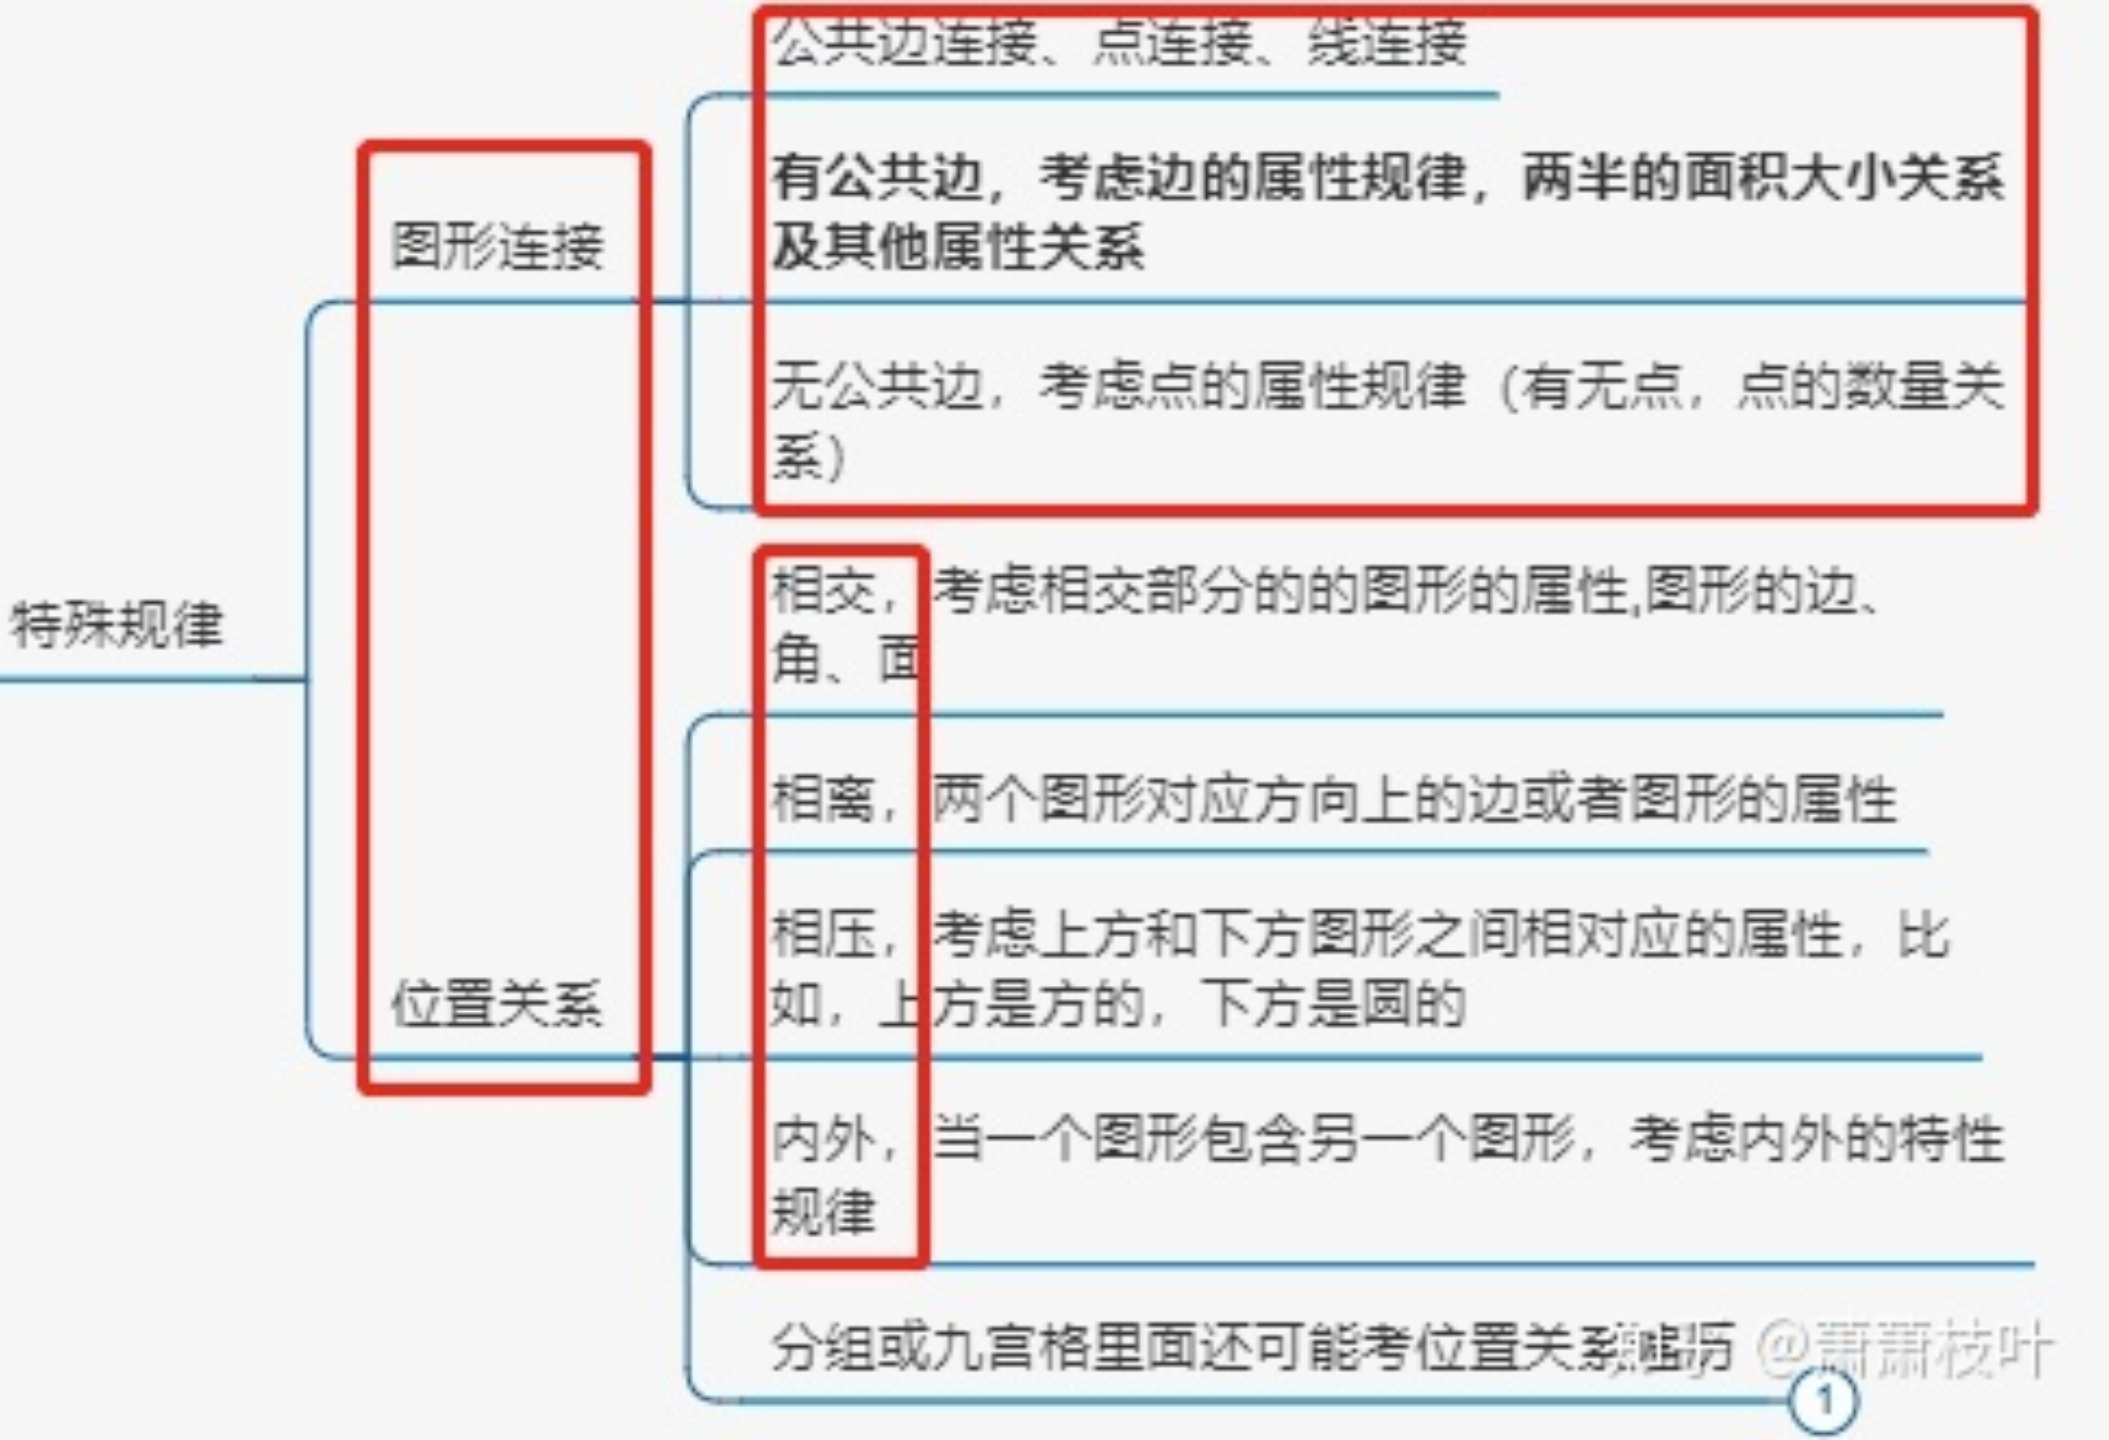 公共边连接、点连接、线连接
有公共边，考虑边的属性规律，两半的面积大小关系
及其他属性关系
图形连接
无公共边，考虑点的属性规律（有无点，点的数量关
系）
特殊规律
相交，考虑相交部分的的图形的属性,图形的边、
角、面
相离，两个图形对应方向上的边或者图形的属性
相压，考虑上方和下方图形之间相对应的属性，比
如，上方是方的，下方是圆的
位置关系
内外，当一个图形包含另一个图形，考虑内外的特性
规律
分组或九宫格里面还可能考位置关系遍历
@萧萧枝叶
1